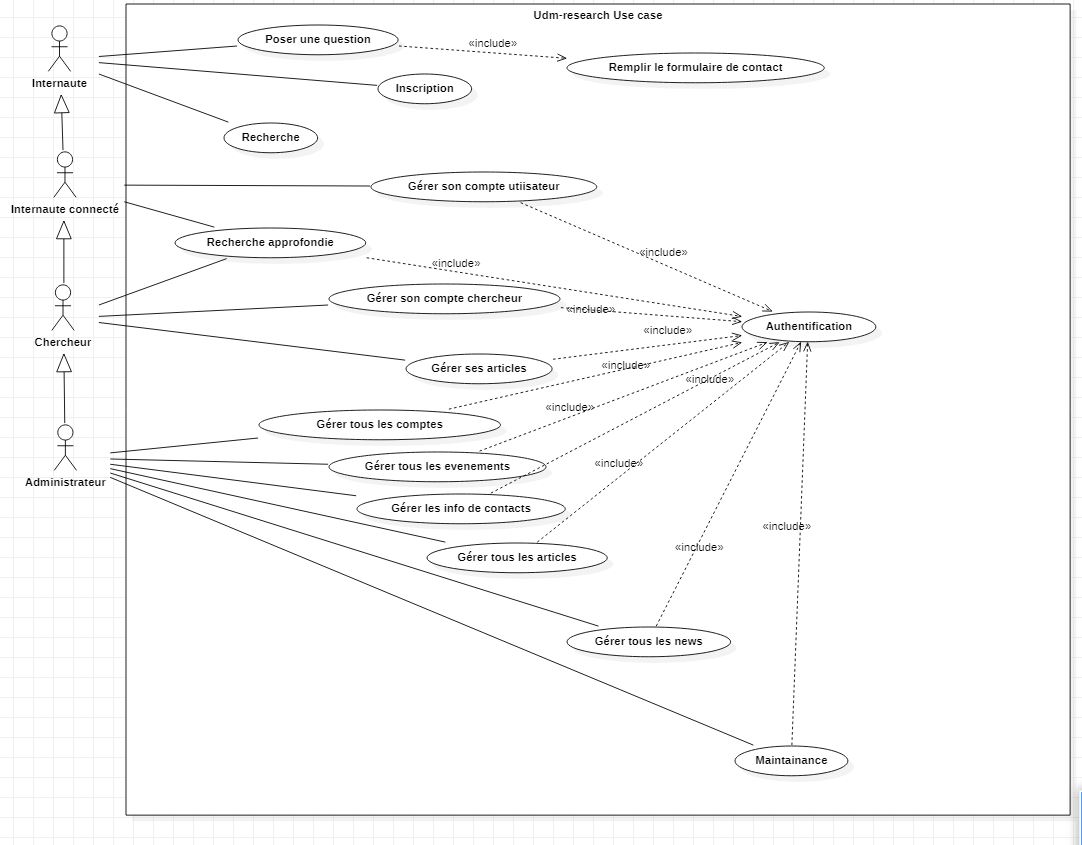 Udm-research Use case
Internaute
Poser une question
«include»
Remplir le formulaire de contact
Inscription
Recherche
Internaute connecté
Gérer son compte utiisateur
«include»
Recherche approfondie
«include»
Chercheur
Gérer son compte chercheur
«include»
Authentification
«include»
Gérer ses articles
«include»
«include»
«include»
Gérer tous les comptes
Administrateur
Gérer tous les evenements
«include»
Gérer les info de contacts
«include»
Gérer tous les articles
«include»
Gérer tous les news
Maintainance